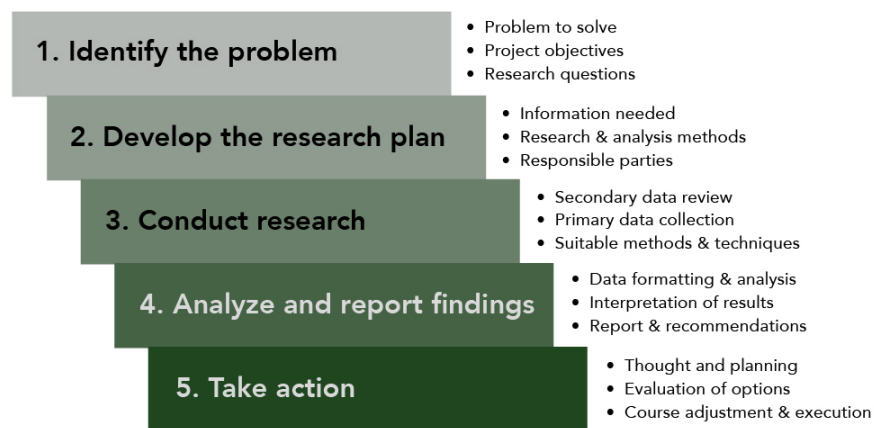 1. Identify the problem
• Problem to solve
• Project objectives
• Research questions
2. Develop the research plan
• Information needed
• Research & analysis methods
• Responsible parties
3. Conduct research
• Secondary data review
• Primary data collection
• Suitable methods & techniques
4. Analyze and report findings
• Data formatting & analysis
• Interpretation of results
• Report & recommendations
5. Take action
• Thought and planning
• Evaluation of options
• Course adjustment & execution